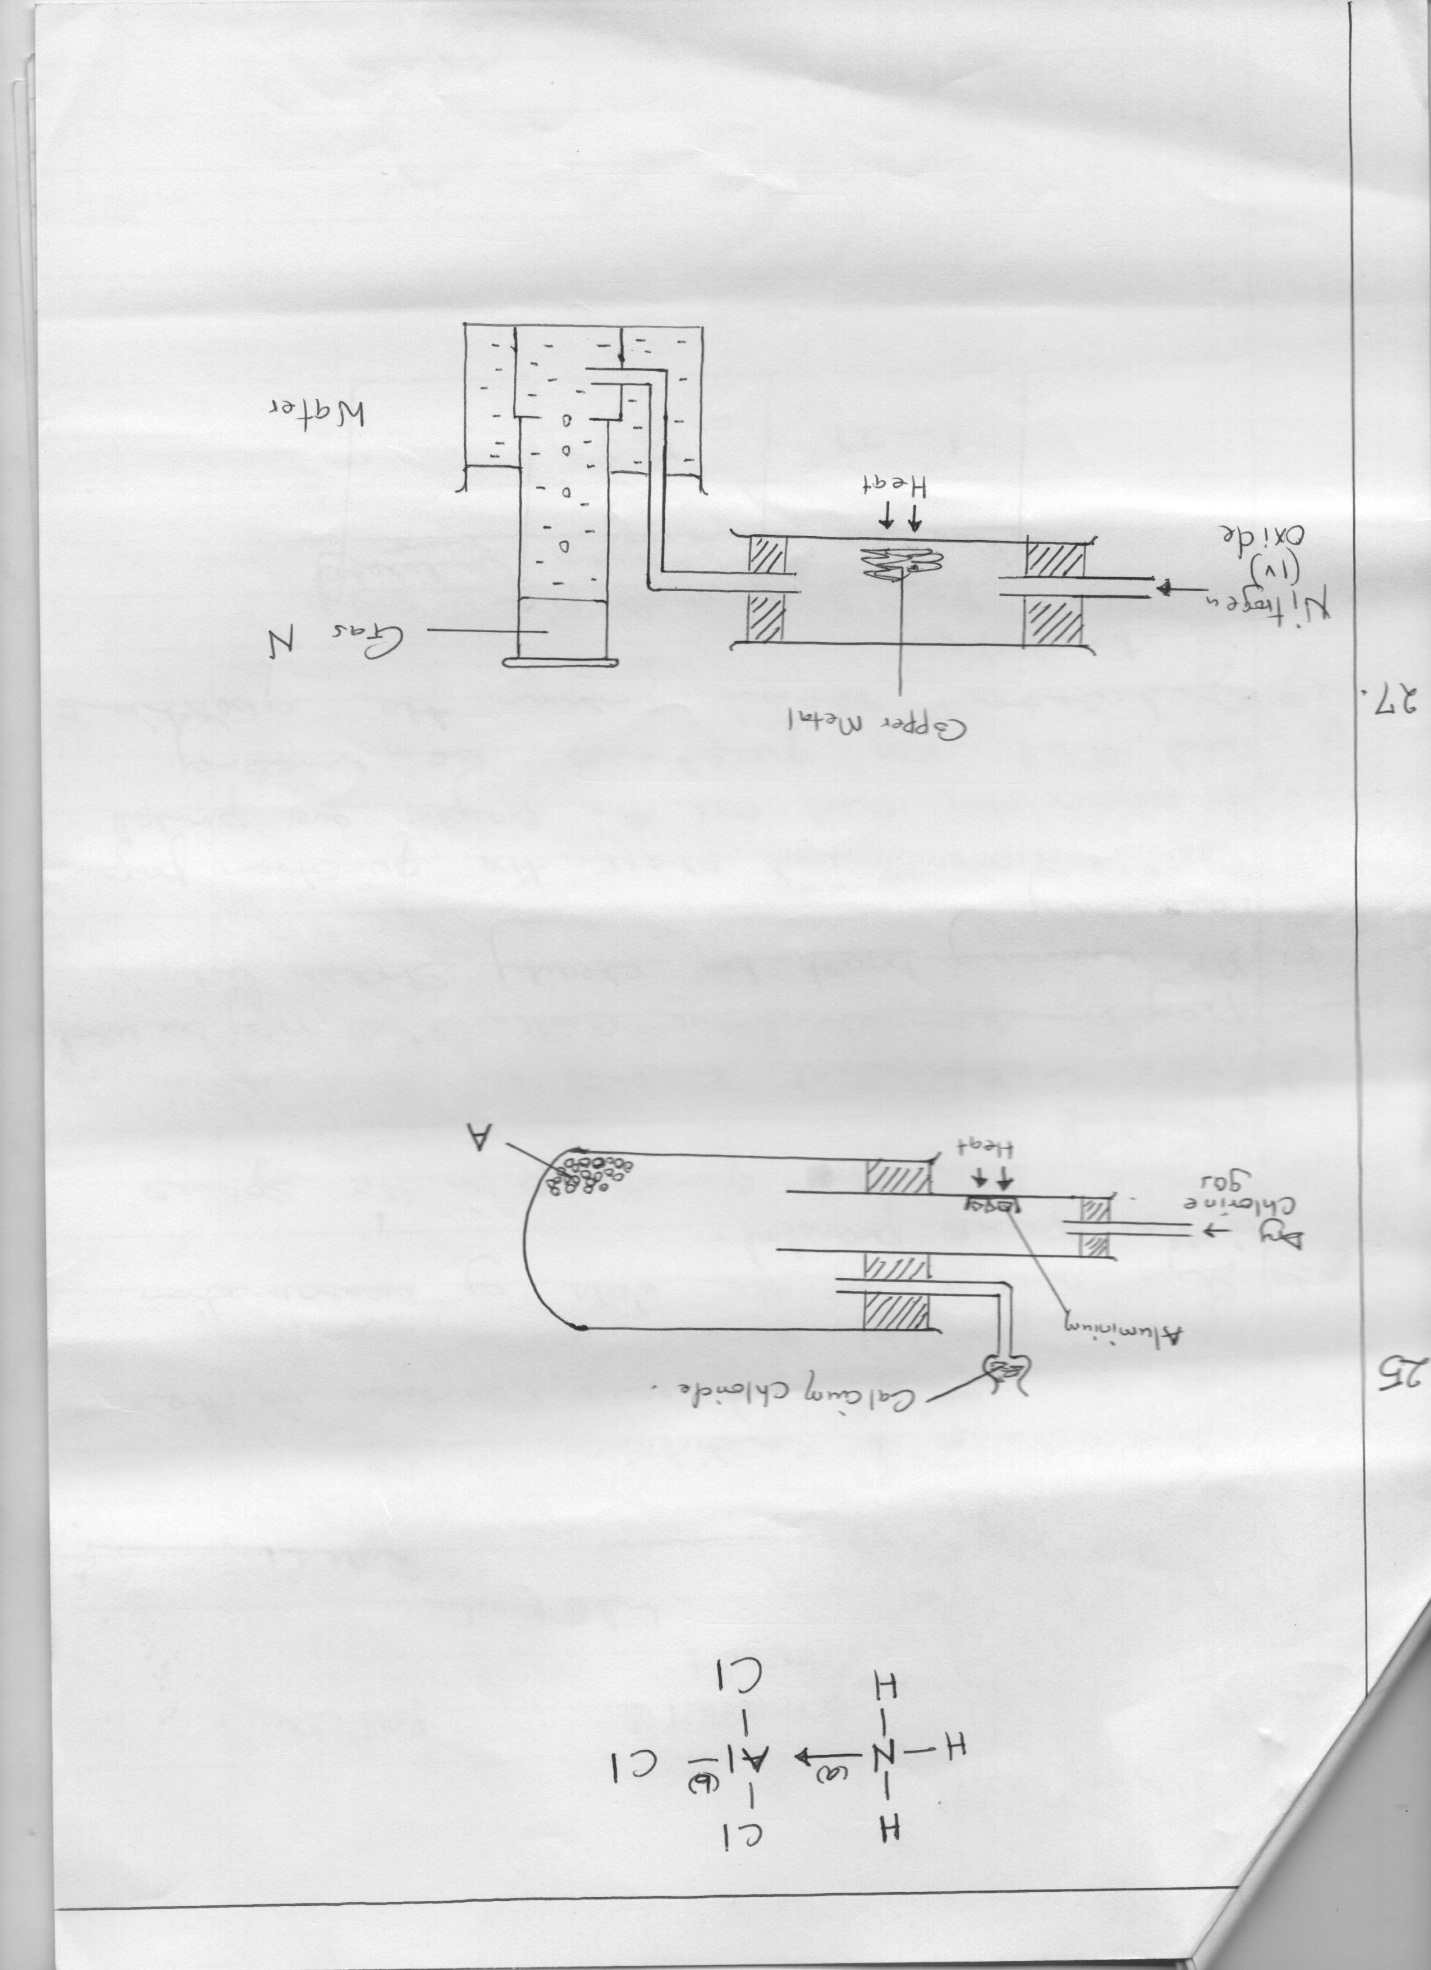 H Cl
(a) (b)
H – N → Al – Cl
H Cl
25
Calcium Chloride.
Aluminium
Dry
Chlorine
gas
Heat
A
27.
Copper Metal
Gas N
Nitrogen
(IV)
oxide
Heat
Water